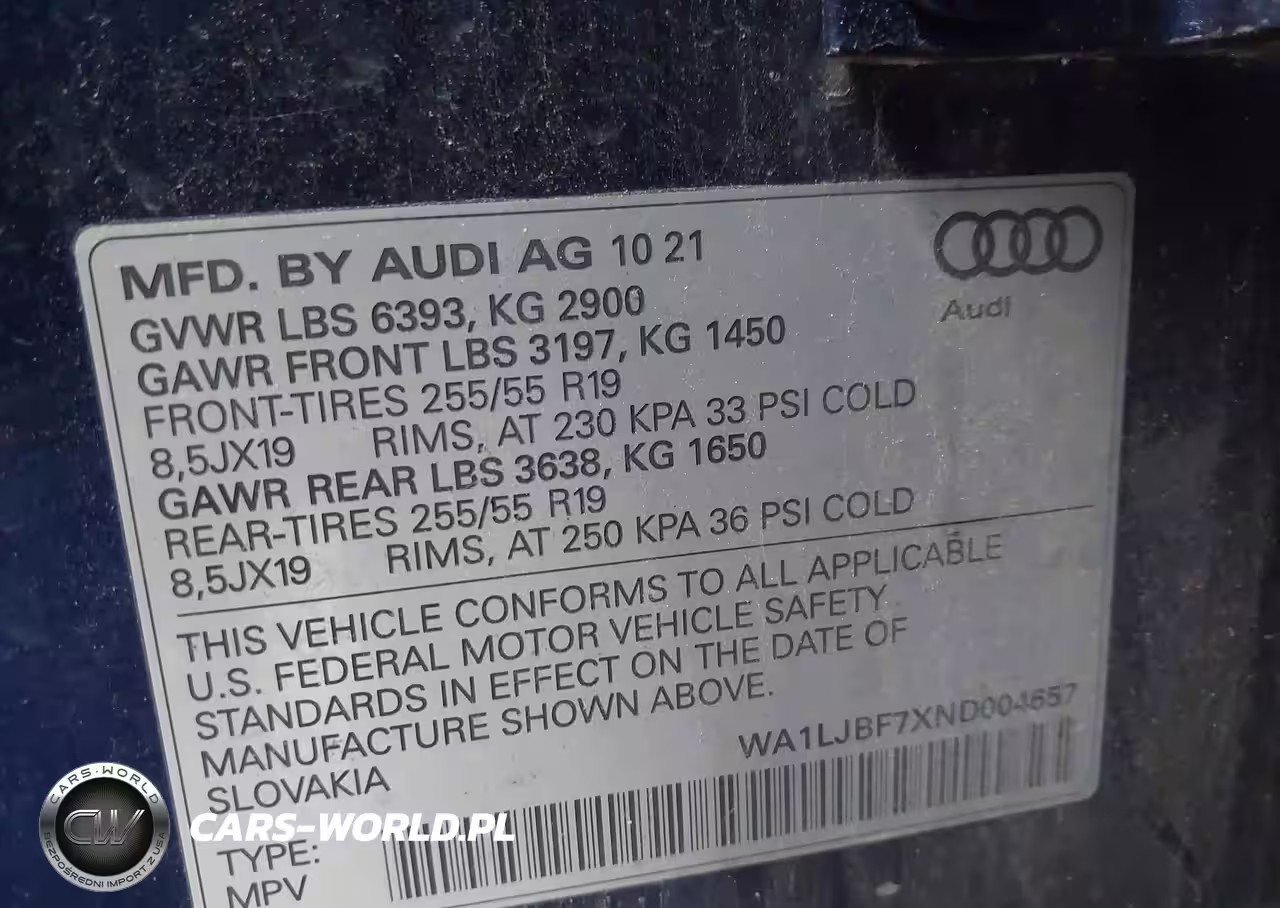 MFD. BY AUDI AG 10 21
Audi
GVWR LBS 6393, KG 2900
GAWR FRONT LBS 3197, KG 1450
FRONT-TIRES 255/55 R19
8,5JX19 RIMS, AT 230 KPA 33 PSI COLD
GAWR REAR LBS 3638, KG 1650
REAR-TIRES 255/55 R19
8,5JX19 RIMS, AT 250 KPA 36 PSI COLD
THIS VEHICLE CONFORMS TO ALL APPLICABLE
U.S. FEDERAL MOTOR VEHICLE SAFETY
STANDARDS IN EFFECT ON THE DATE OF
MANUFACTURE SHOWN ABOVE.
SLOVAKIA
WA1LJBF7XND004657
TYPE:
MPV
CARS-WORLD
CW
BEZPOŚREDNI IMPORT Z USA
CARS-WORLD.PL